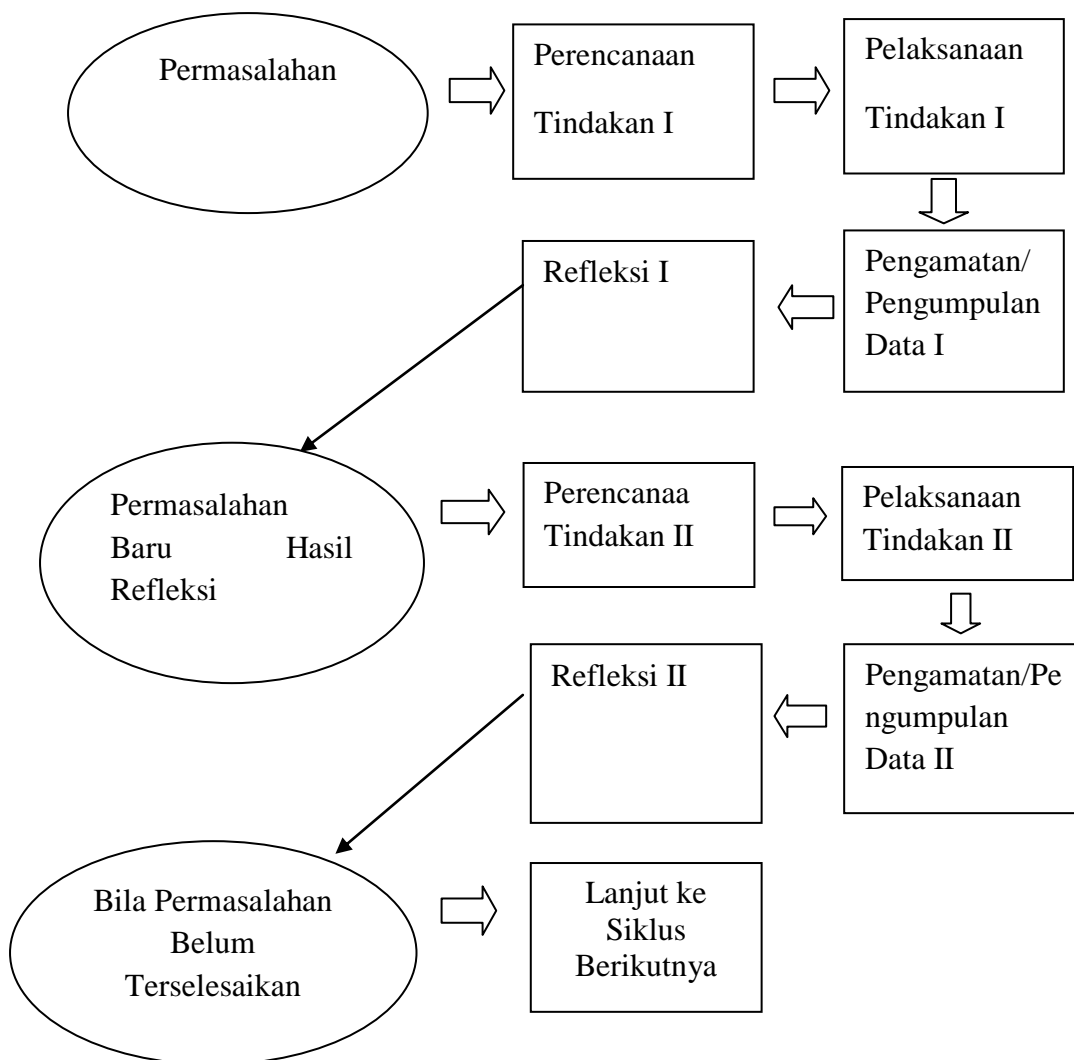 Permasalahan
Perencanaan
Tindakan I
Pelaksanaan
Tindakan I
Pengamatan/
Pengumpulan
Data I
Refleksi I
Permasalahan
Baru Hasil
Refleksi
Perencanaa
Tindakan II
Pelaksanaan
Tindakan II
Pengamatan/Pe
ngumpulan
Data II
Refleksi II
Bila Permasalahan
Belum
Terselesaikan
Lanjut ke
Siklus
Berikutnya